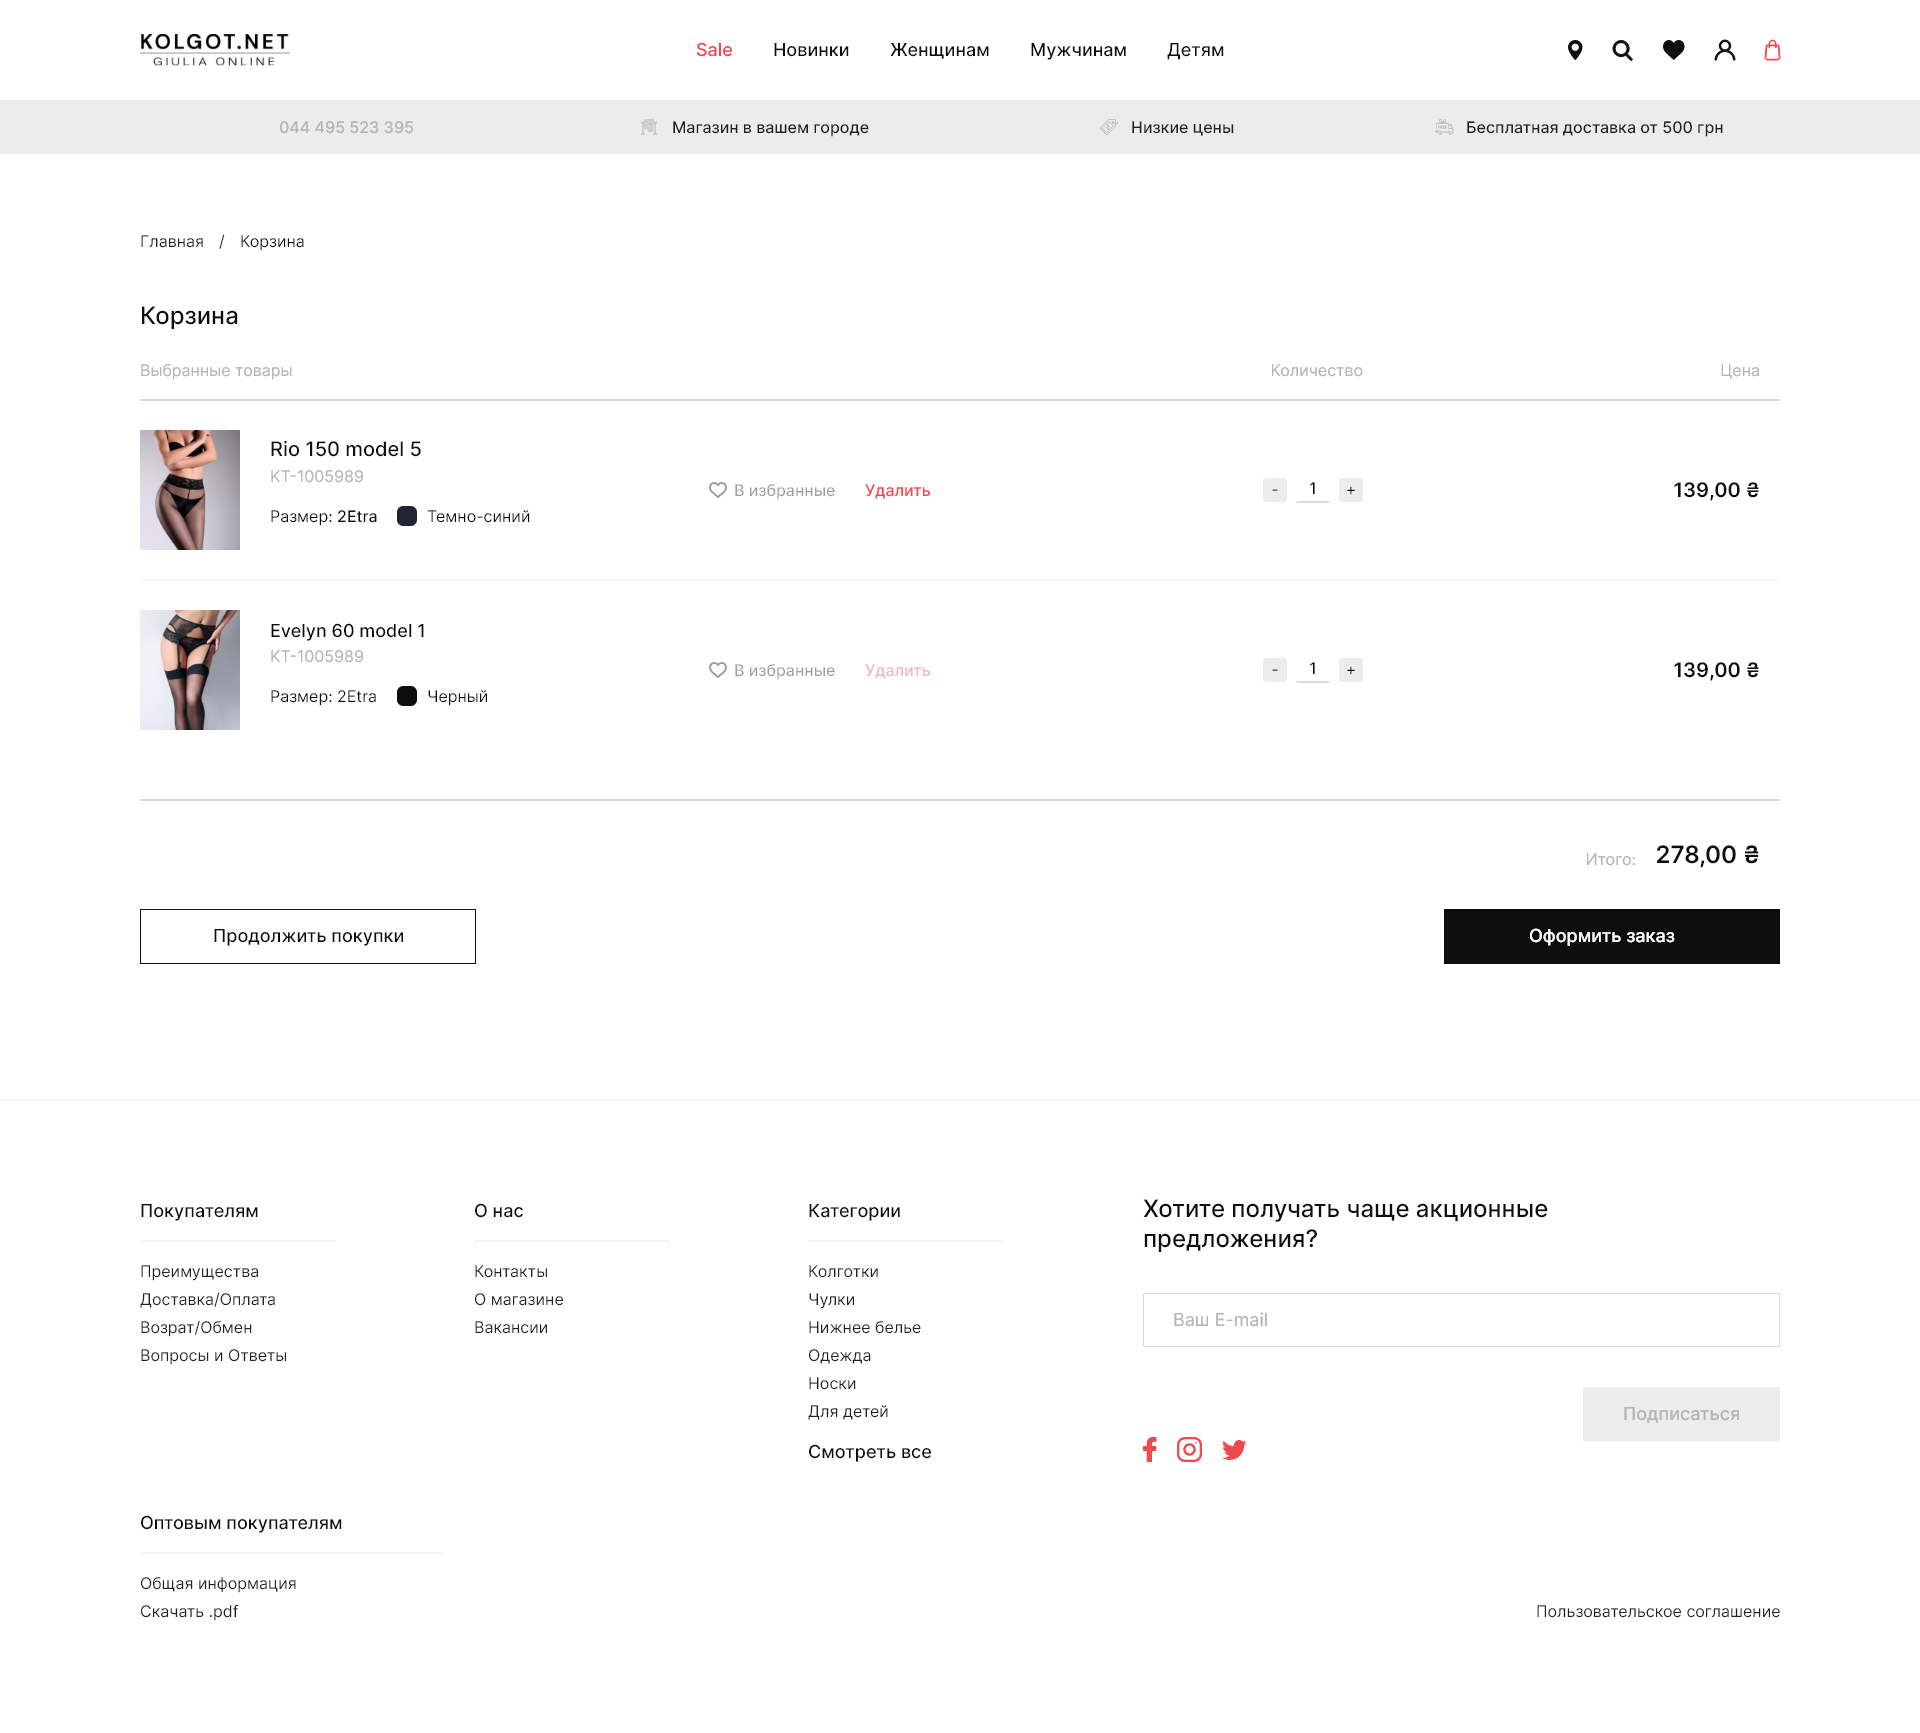 KOLGOT.NET
GIULIA ONLINE
Sale Новинки Женщинам Мужчинам Детям
044 495 523 395 Магазин в вашем городе Низкие цены Бесплатная доставка от 500 грн
Главная / Корзина
Корзина
Выбранные товары Количество Цена
Rio 150 model 5
KT-1005989
Размер: 2Etra Темно-синий
В избранные Удалить - 1 + 139,00 ₴
Evelyn 60 model 1
KT-1005989
Размер: 2Etra Черный
В избранные Удалить - 1 + 139,00 ₴
Итого: 278,00 ₴
Продолжить покупки Оформить заказ
Покупателям
Преимущества
Доставка/Оплата
Возрат/Обмен
Вопросы и Ответы
О нас
Контакты
О магазине
Вакансии
Категории
Колготки
Чулки
Нижнее белье
Одежда
Носки
Для детей
Смотреть все
Хотите получать чаще акционные
предложения?
Ваш E-mail
Подписаться
Оптовым покупателям
Общая информация
Скачать .pdf
Пользовательское соглашение